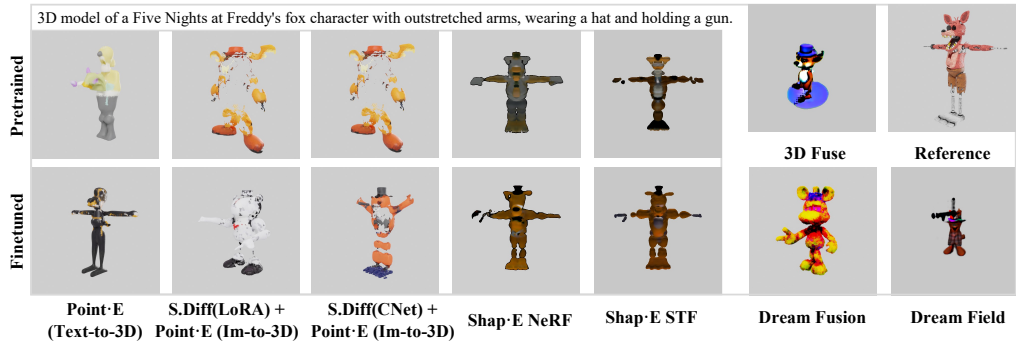 3D model of a Five Nights at Freddy's fox character with outstretched arms, wearing a hat and holding a gun.
Pretrained
3D Fuse
Reference
Finetuned
Point·E
(Text-to-3D)
S.Diff(LoRA) +
Point·E (Im-to-3D)
S.Diff(CNet) +
Point·E (Im-to-3D)
Shap·E NeRF
Shap·E STF
Dream Fusion
Dream Field